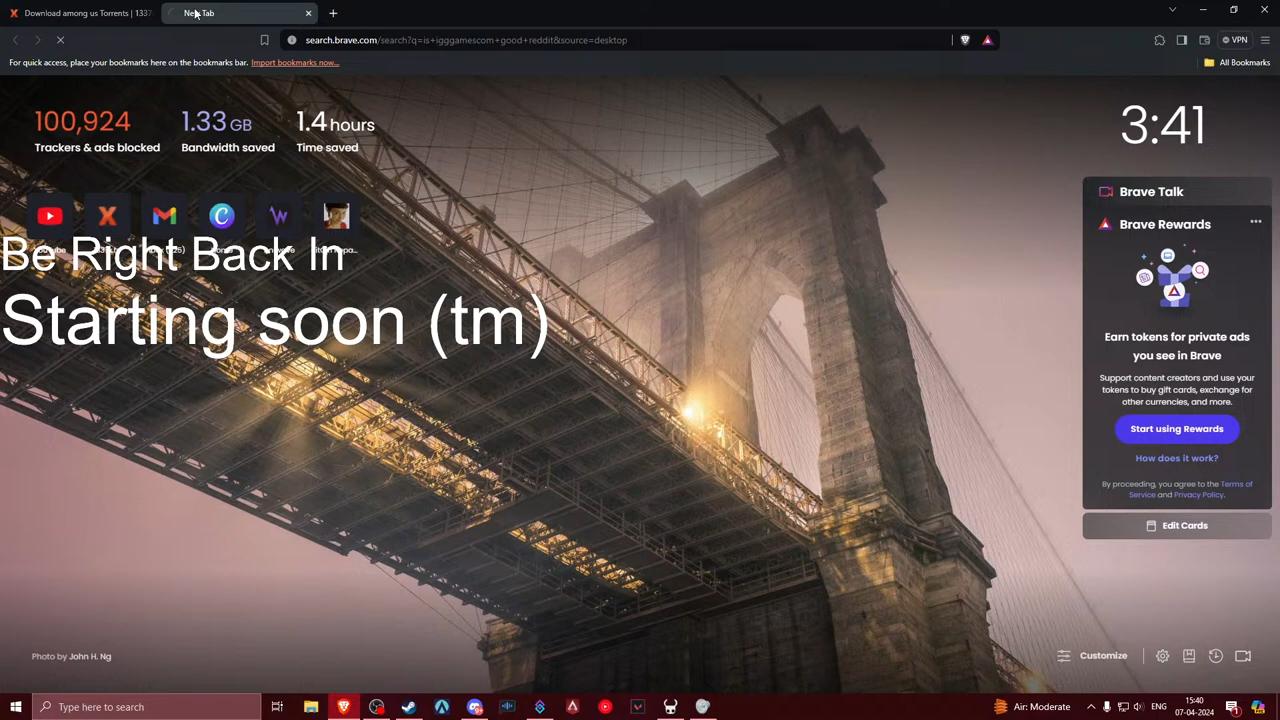 Download among us Torrents | 1337
New Tab
search.brave.com/search?q=is+igggamescom+good+reddit&source=desktop
VPN
For quick access, place your bookmarks here on the bookmarks bar. Import bookmarks now...
All Bookmarks
100,924
Trackers & ads blocked
1.33 GB
Bandwidth saved
1.4 hours
Time saved
3:41
Brave Talk
Brave Rewards
Be Right Back In
Starting soon (tm)
Earn tokens for private ads
you see in Brave
Support content creators and use your
tokens to buy gift cards, exchange for
other currencies, and more.
Start using Rewards
How does it work?
By proceeding, you agree to the Terms of
Service and Privacy Policy.
Edit Cards
Photo by John H. Ng
Customize
Type here to search
Air: Moderate
ENG
15:40
07-04-2024